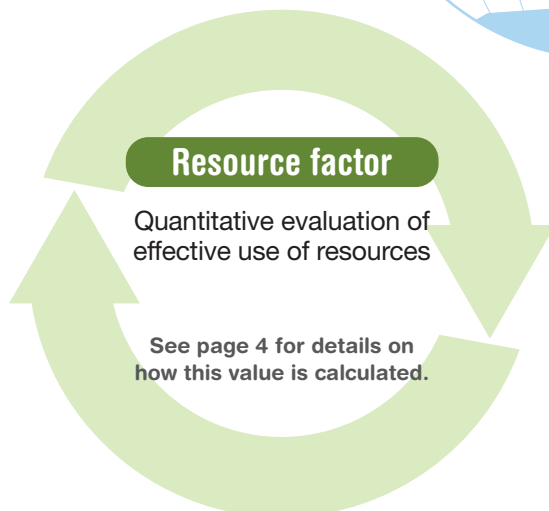 Resource factor
Quantitative evaluation of
effective use of resources
See page 4 for details on
how this value is calculated.